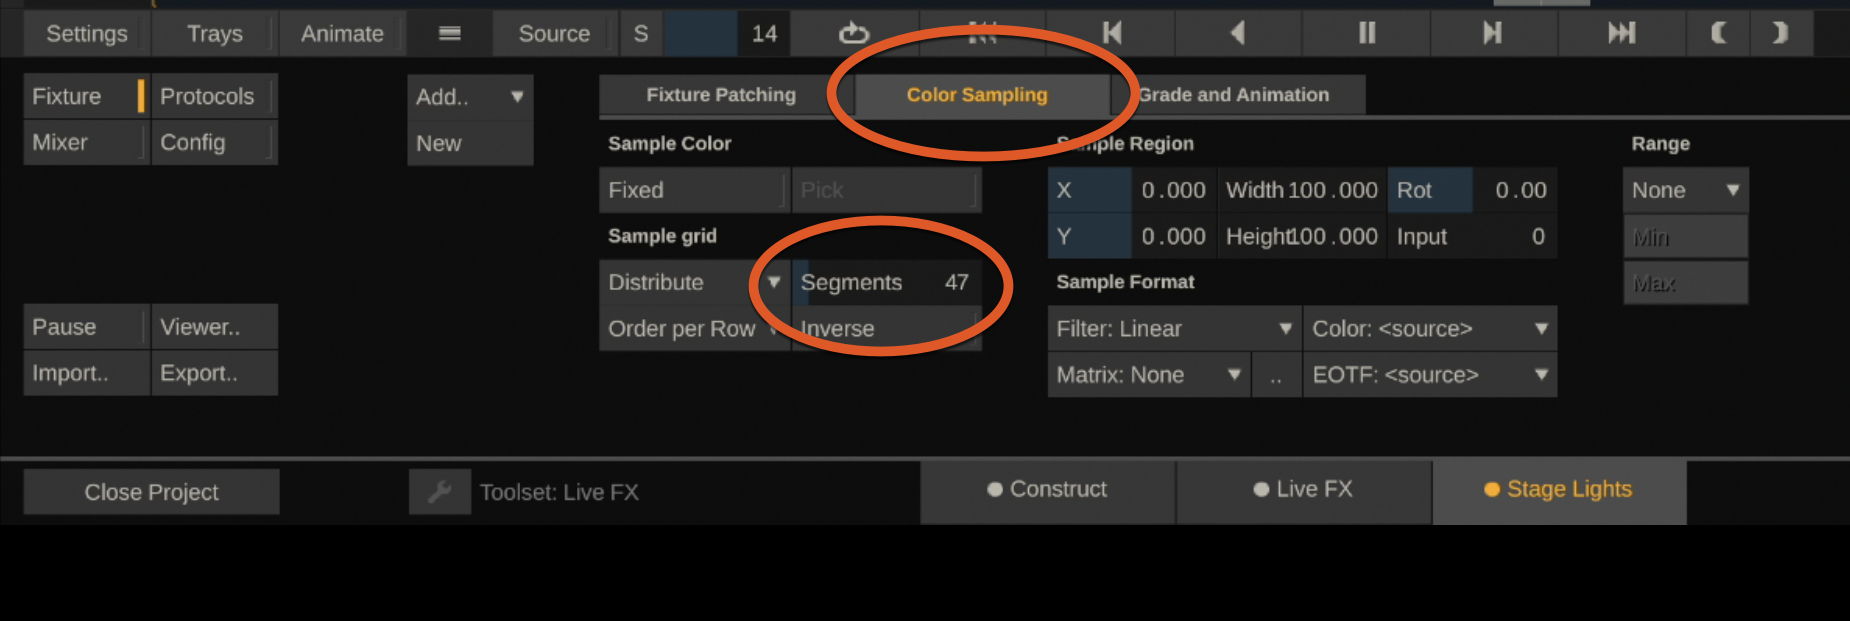 Settings Trays Animate Source S 14
Fixture Protocols Add.. Fixture Patching Color Sampling Grade and Animation
Mixer Config New Sample Color Sample Region Range
Fixed Pick X 0.000 Width 100.000 Rot 0.00 None
Sample grid Y 0.000 Height 100.000 Input 0 Min
Distribute Segments 47 Sample Format Max
Pause Viewer.. Order per Row Inverse Filter: Linear Color: <source>
Import.. Export.. Matrix: None .. EOTF: <source>
Close Project Toolset: Live FX Construct Live FX Stage Lights